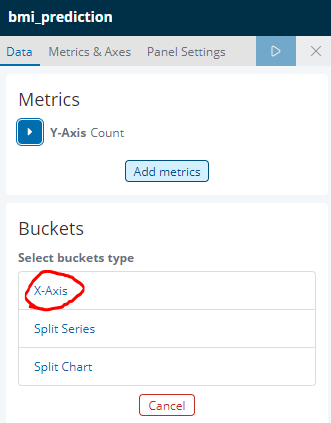 bmi_prediction
Data Metrics & Axes Panel Settings
Metrics
Y-Axis Count
Add metrics
Buckets
Select buckets type
X-Axis
Split Series
Split Chart
Cancel